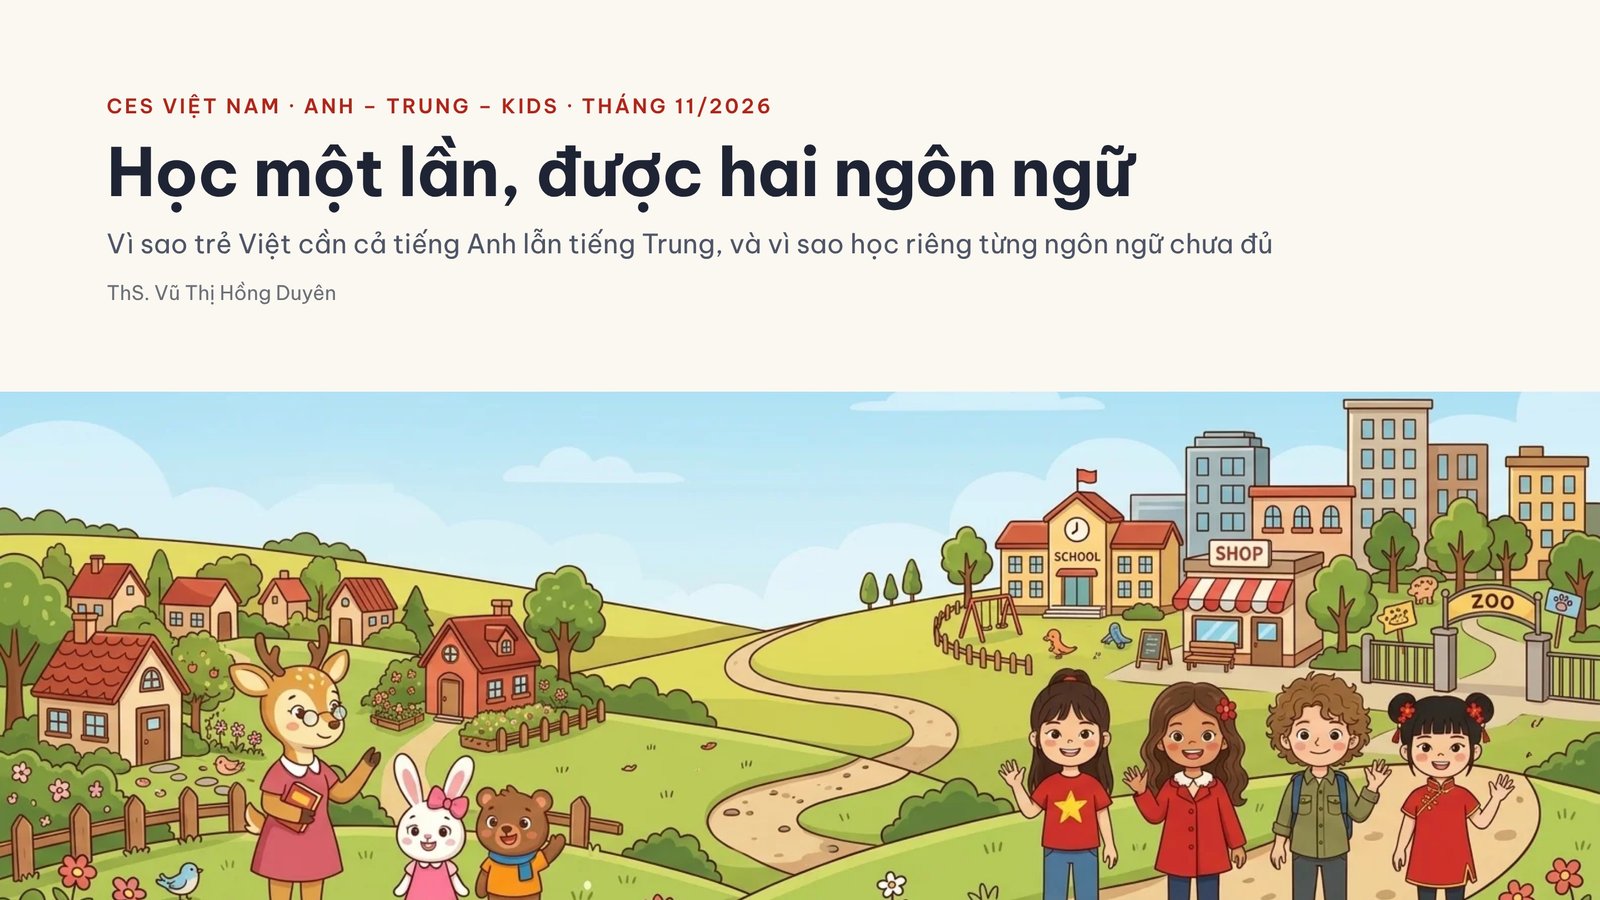 CES VIỆT NAM · ANH – TRUNG – KIDS · THÁNG 11/2026
Học một lần, được hai ngôn ngữ
Vì sao trẻ Việt cần cả tiếng Anh lẫn tiếng Trung, và vì sao học riêng từng ngôn ngữ chưa đủ
ThS. Vũ Thị Hồng Duyên
SCHOOL
SHOP
ZOO